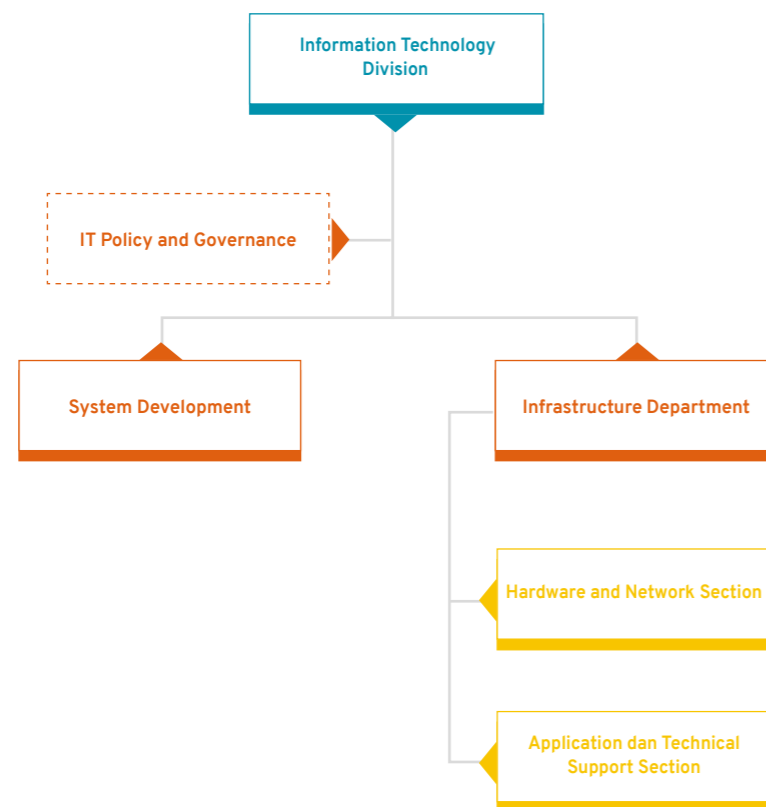 Information Technology
Division
IT Policy and Governance
System Development
Infrastructure Department
Hardware and Network Section
Application dan Technical
Support Section